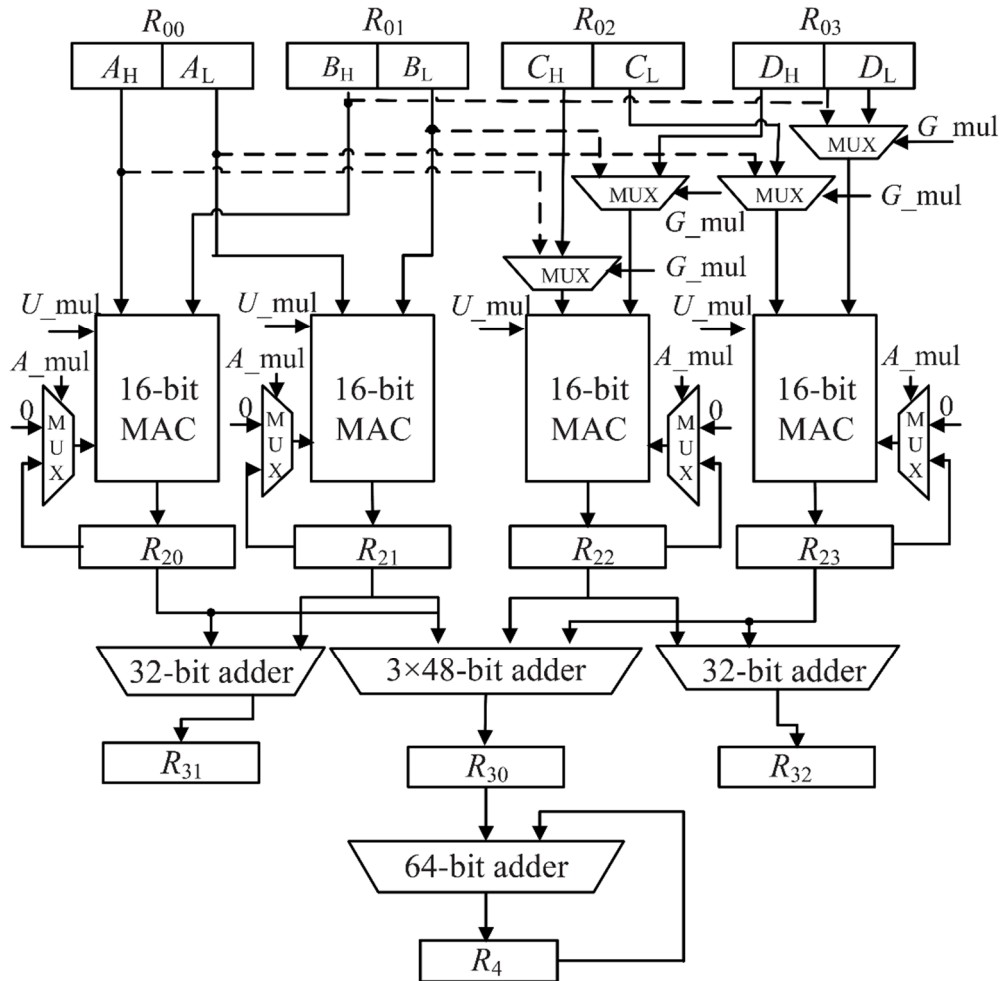 R00 R01 R02 R03
AH AL BH BL CH CL DH DL
MUX G_mul
MUX MUX G_mul
G_mul
MUX G_mul
U_mul U_mul U_mul U_mul
A_mul A_mul A_mul A_mul
16-bit MAC 16-bit MAC 16-bit MAC 16-bit MAC
0 MUX 0 MUX MUX 0 MUX 0
R20 R21 R22 R23
32-bit adder 3×48-bit adder 32-bit adder
R31 R30 R32
64-bit adder
R4